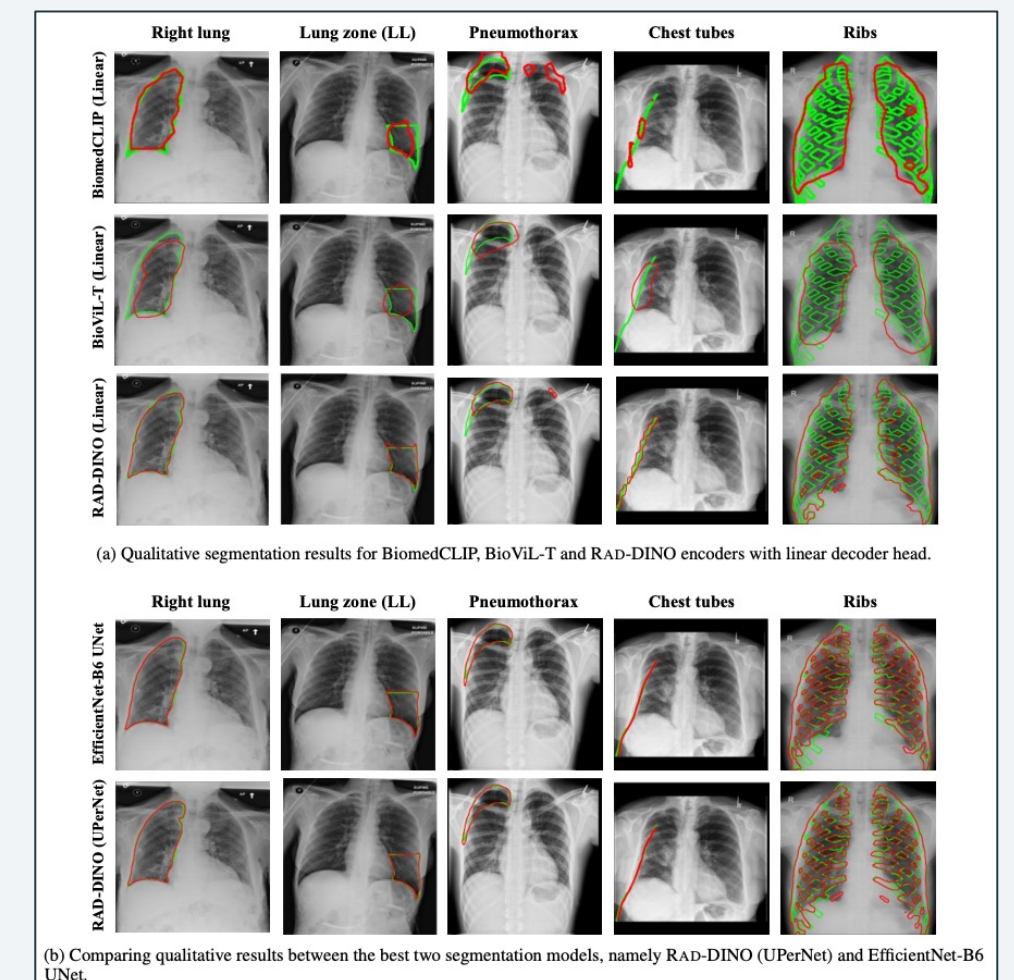 Right lung Lung zone (LL) Pneumothorax Chest tubes Ribs
BiomedCLIP (Linear)
BioViL-T (Linear)
RAD-DINO (Linear)
(a) Qualitative segmentation results for BiomedCLIP, BioViL-T and RAD-DINO encoders with linear decoder head.
Right lung Lung zone (LL) Pneumothorax Chest tubes Ribs
EfficientNet-B6 UNet
RAD-DINO (UPerNet)
(b) Comparing qualitative results between the best two segmentation models, namely RAD-DINO (UPerNet) and EfficientNet-B6
UNet.